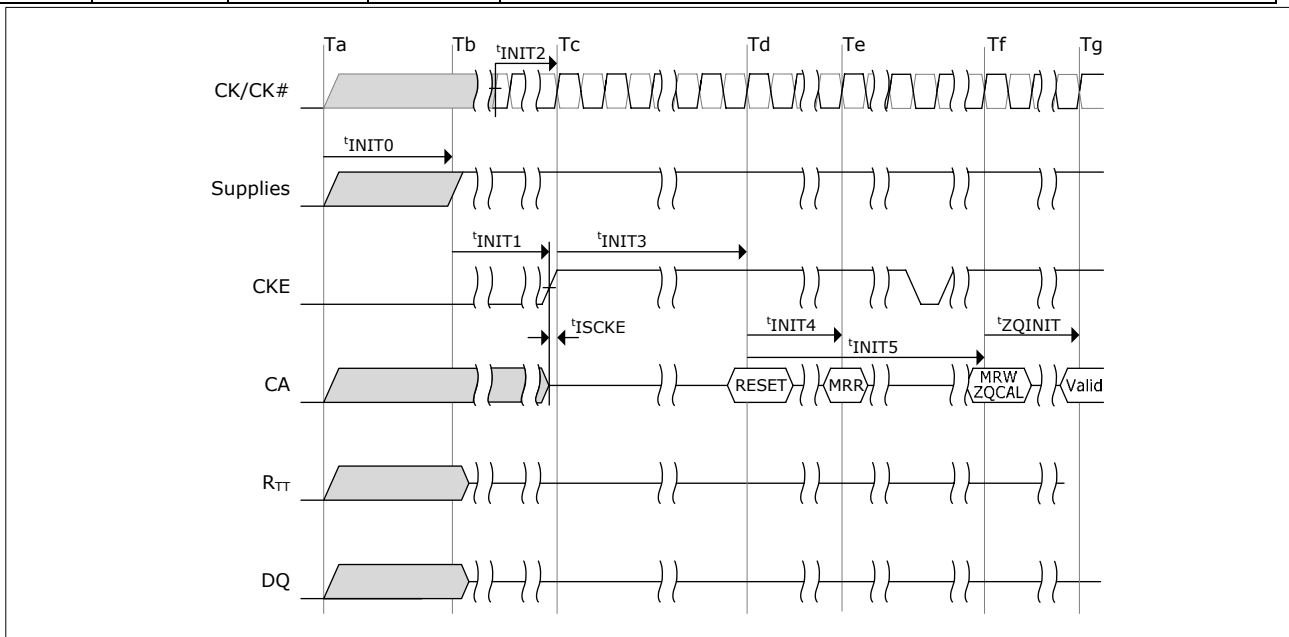 Ta Tb Tc Td Te Tf Tg
tINIT2
CK/CK#
tINIT0
Supplies
tINIT1 tINIT3
CKE
tISCKE tINIT4 tZQINIT
tINIT5
CA RESET MRR MRW ZQCAL Valid
RTT
DQ